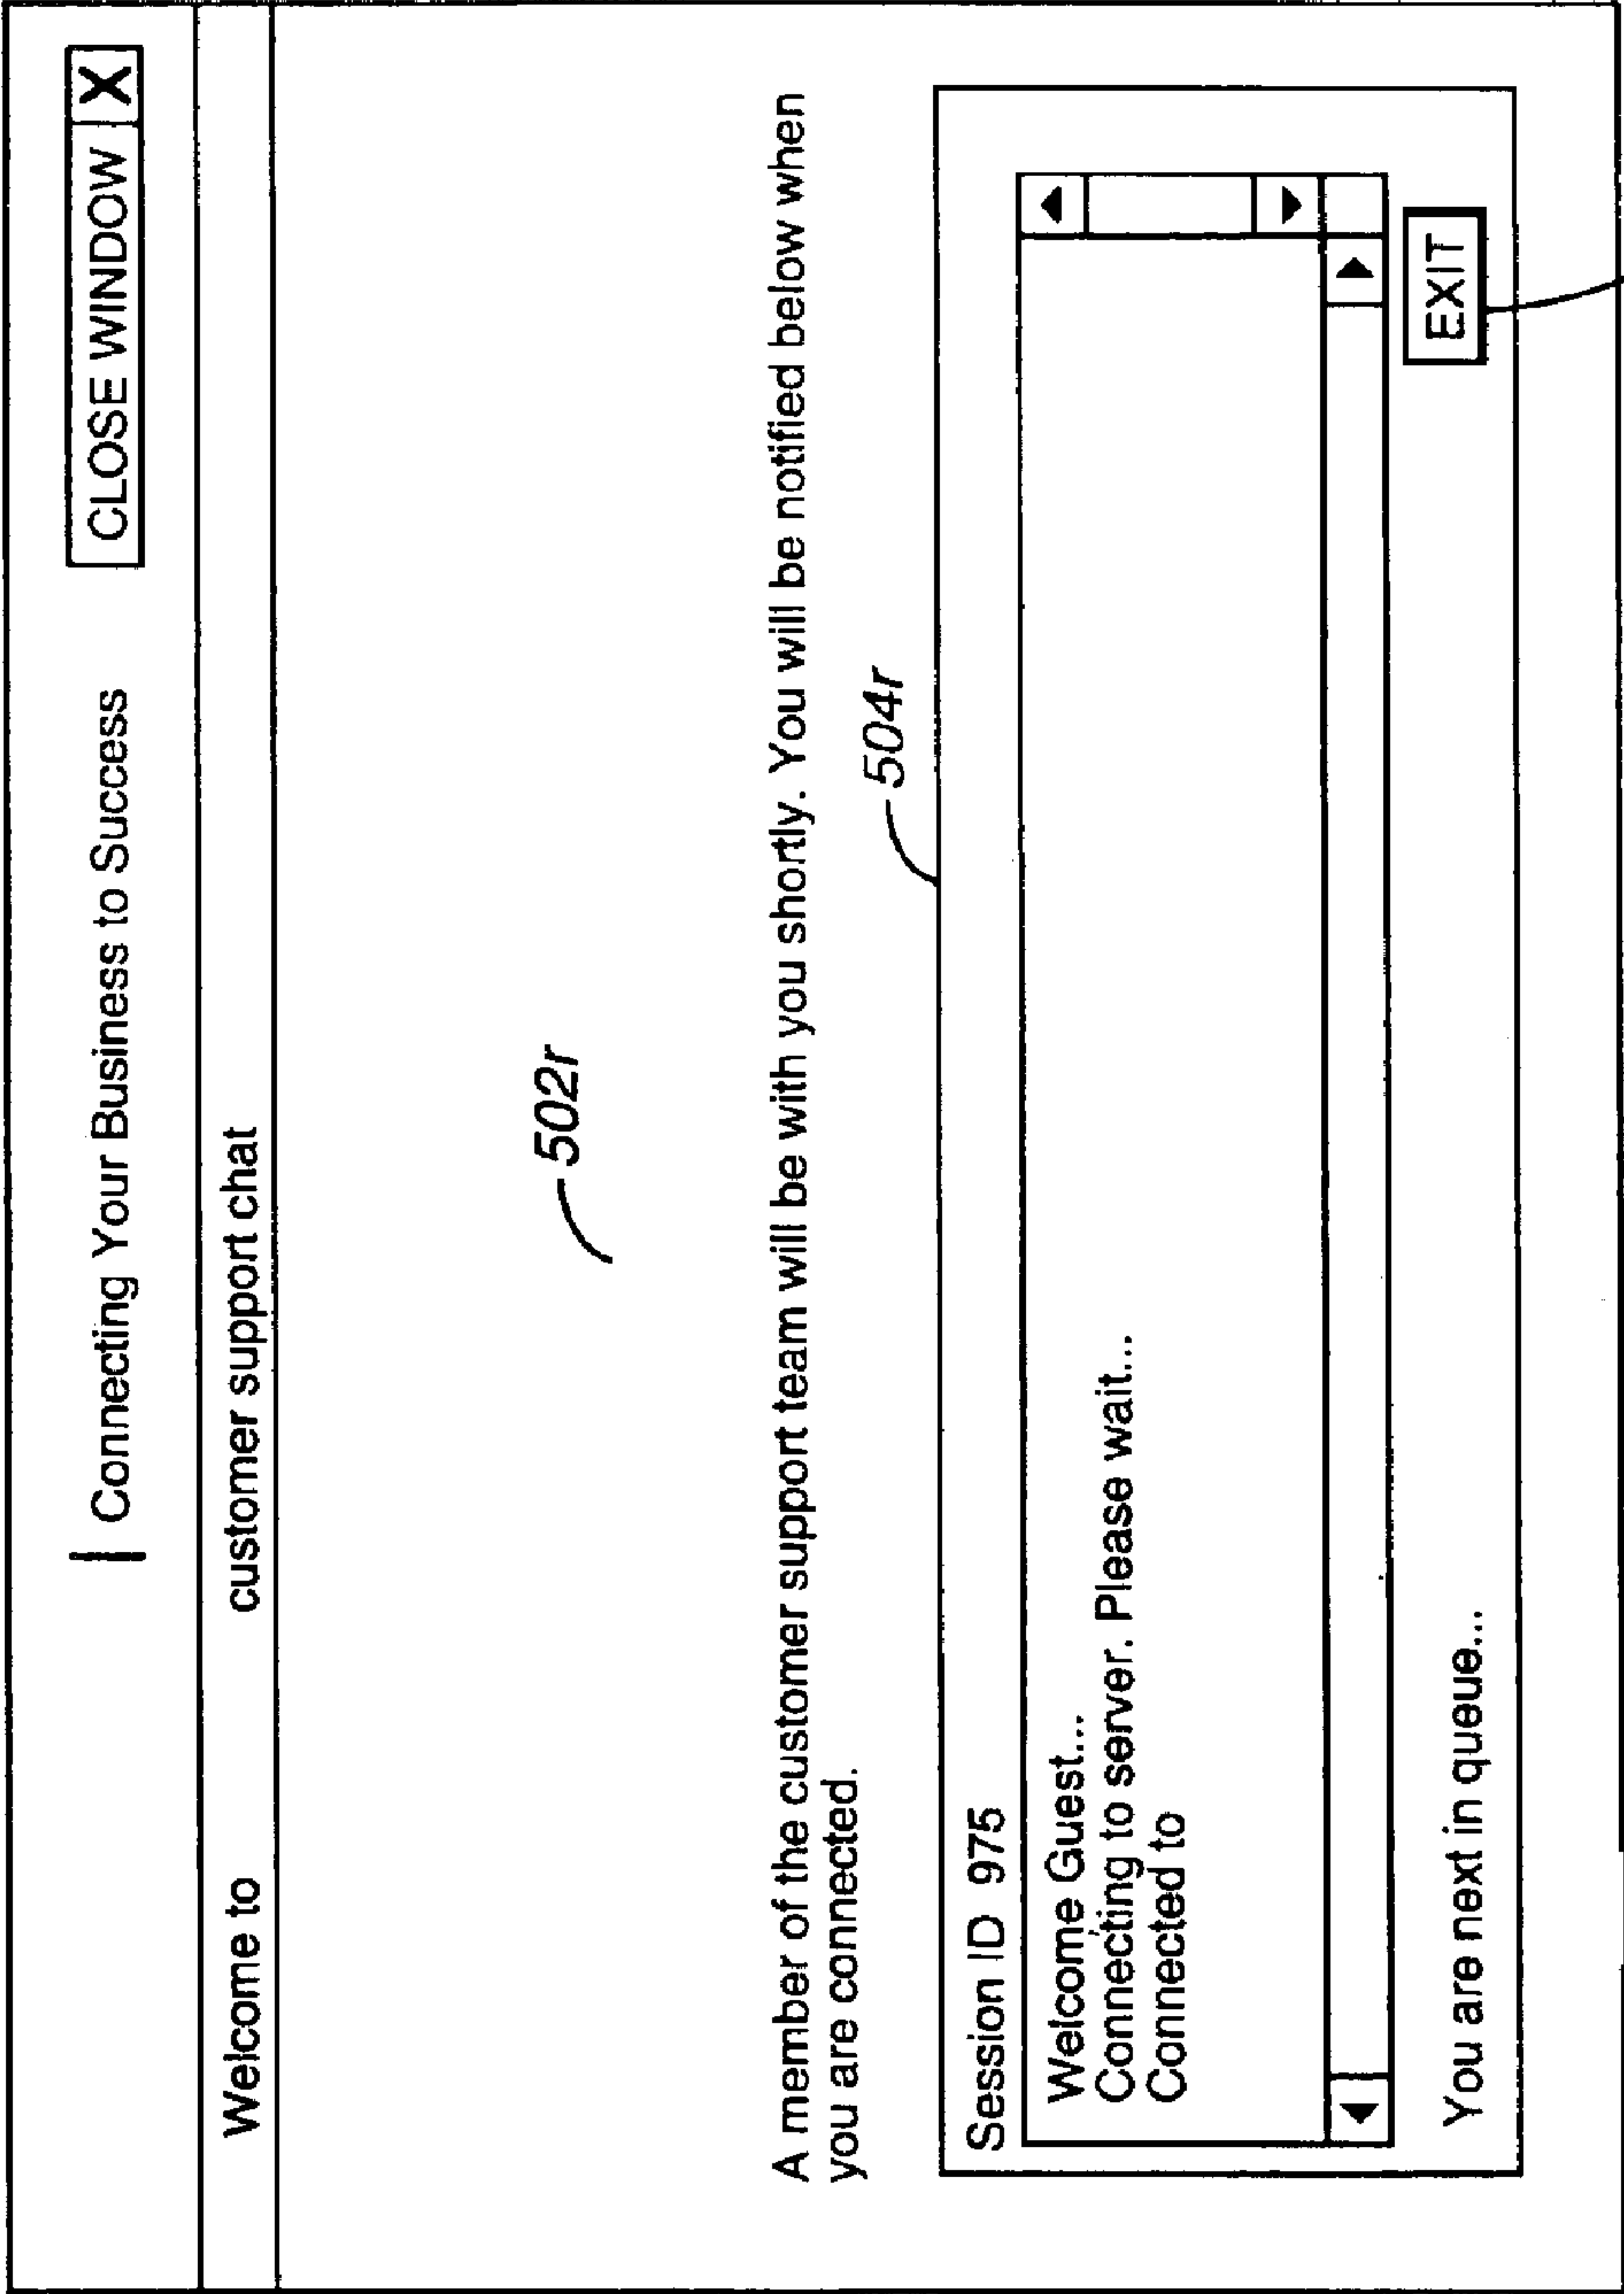 | Connecting Your Business to Success
CLOSE WINDOW X
Welcome to customer support chat
502r
A member of the customer support team will be with you shortly. You will be notified below when
you are connected.
504r
Session ID 975
Welcome Guest...
Connecting to server. Please wait...
Connected to
You are next in queue...
EXIT